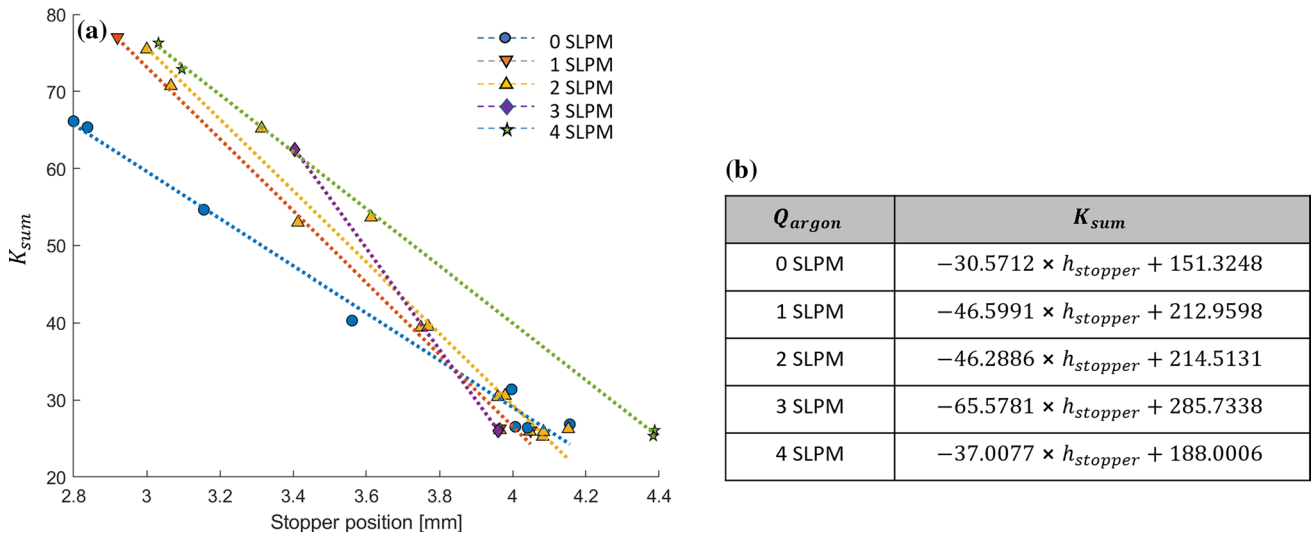 (a)
80
70
60
50
40
30
20
K_sum
2.8 3 3.2 3.4 3.6 3.8 4 4.2 4.4
Stopper position [mm]
0 SLPM
1 SLPM
2 SLPM
3 SLPM
4 SLPM
(b)
Q_argon K_sum
0 SLPM −30.5712 × h_stopper + 151.3248
1 SLPM −46.5991 × h_stopper + 212.9598
2 SLPM −46.2886 × h_stopper + 214.5131
3 SLPM −65.5781 × h_stopper + 285.7338
4 SLPM −37.0077 × h_stopper + 188.0006